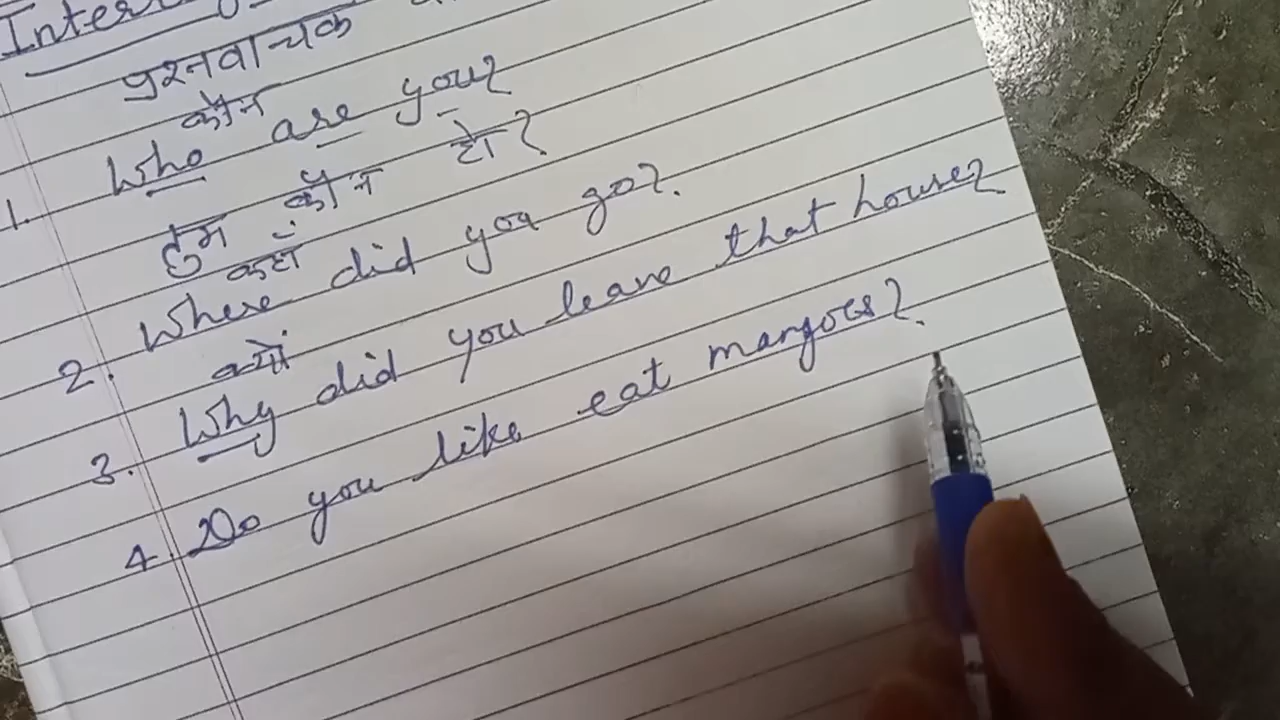 प्रश्नवाचक
कौन
1. Who are you?
तुम कौन हो?
कहाँ
2. Where did you go?
क्यों
3. Why did you leave that house?
4. Do you like eat mangoes?